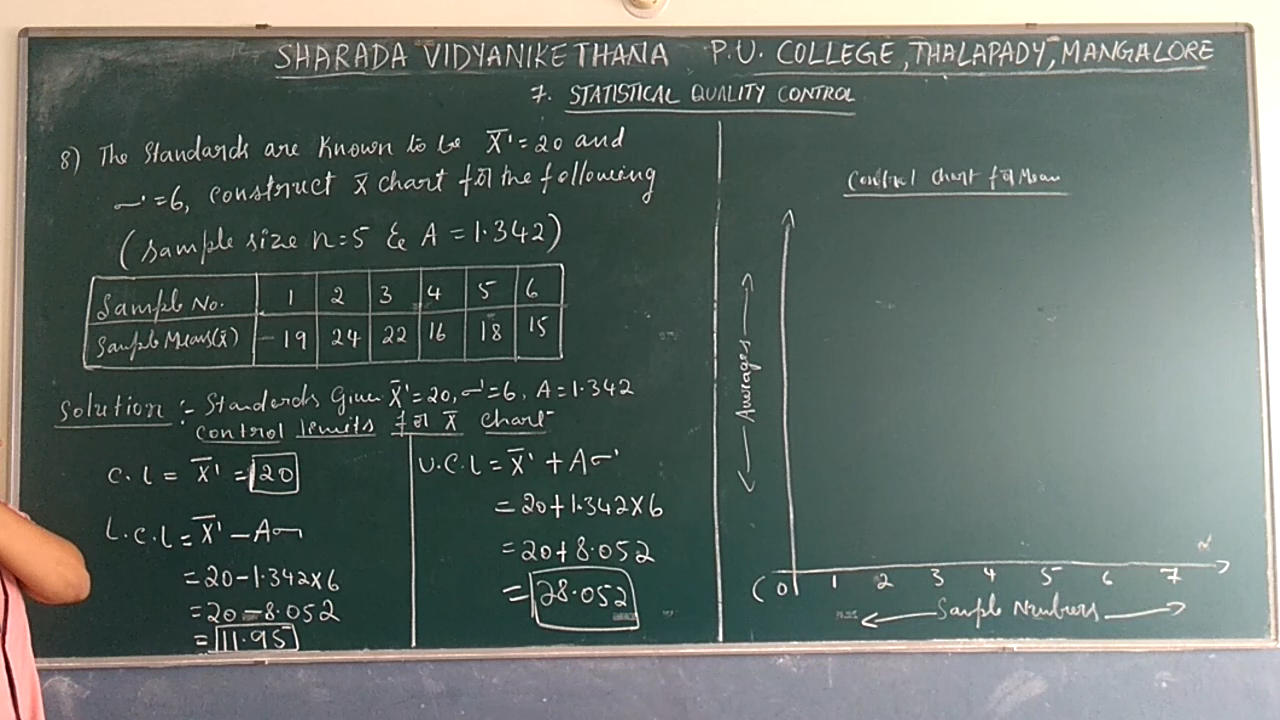 SHARADA VIDYANIKETHANA P.U. COLLEGE, THALAPADY, MANGALORE
7. STATISTICAL QUALITY CONTROL
8) The Standards are Known to be X̄' = 20 and
σ' = 6, construct x̄ chart for the following
(sample size n = 5 & A = 1.342)
Sample No. 1 2 3 4 5 6
Sample Means(x̄) 19 24 22 16 18 15
Solution :- Standards Given X̄' = 20, σ' = 6, A = 1.342
control limits for X̄ chart
C.L = X̄' = 20
L.C.L = X̄' - Aσ
= 20 - 1.342 x 6
= 20 - 8.052
= 11.95
U.C.L = X̄' + Aσ'
= 20 + 1.342 x 6
= 20 + 8.052
= 28.052
Control chart for Mean
Averages
(0 1 2 3 4 5 6 7
Sample Numbers